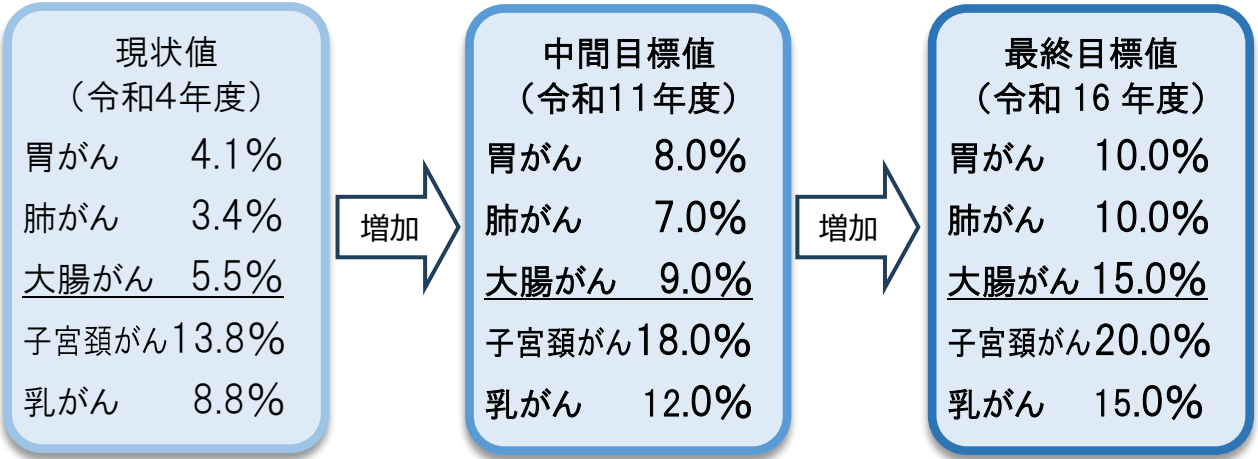 現状値
（令和4年度）
胃がん 4.1%
肺がん 3.4%
大腸がん 5.5%
子宮頚がん13.8%
乳がん 8.8%
増加
中間目標値
（令和11年度）
胃がん 8.0%
肺がん 7.0%
大腸がん 9.0%
子宮頚がん18.0%
乳がん 12.0%
増加
最終目標値
（令和 16 年度）
胃がん 10.0%
肺がん 10.0%
大腸がん 15.0%
子宮頚がん20.0%
乳がん 15.0%